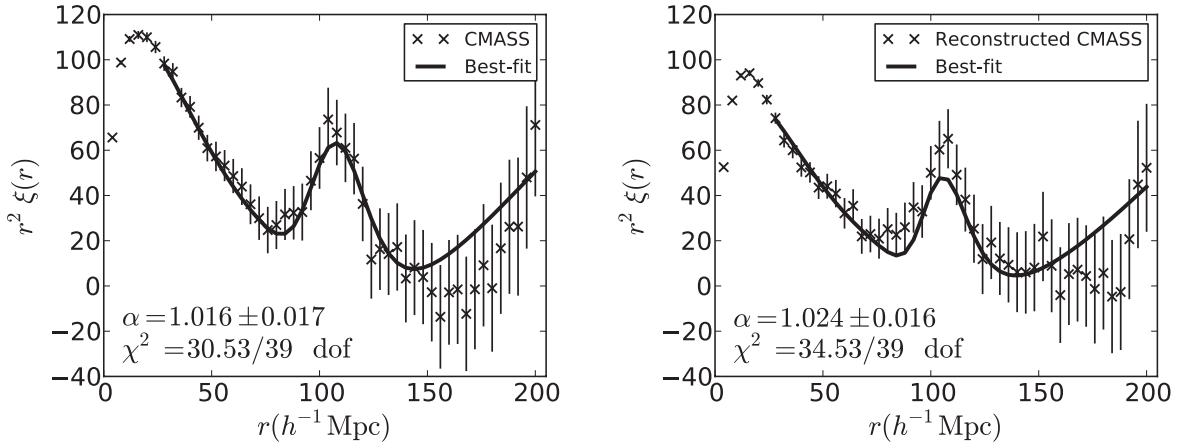 120
100
80
60
40
20
0
−20
−40
r² ξ(r)
× × CMASS
Best-fit
α=1.016±0.017
χ² =30.53/39 dof
0 50 100 150 200
r(h⁻¹ Mpc)
120
100
80
60
40
20
0
−20
−40
r² ξ(r)
× × Reconstructed CMASS
Best-fit
α=1.024±0.016
χ² =34.53/39 dof
0 50 100 150 200
r(h⁻¹ Mpc)